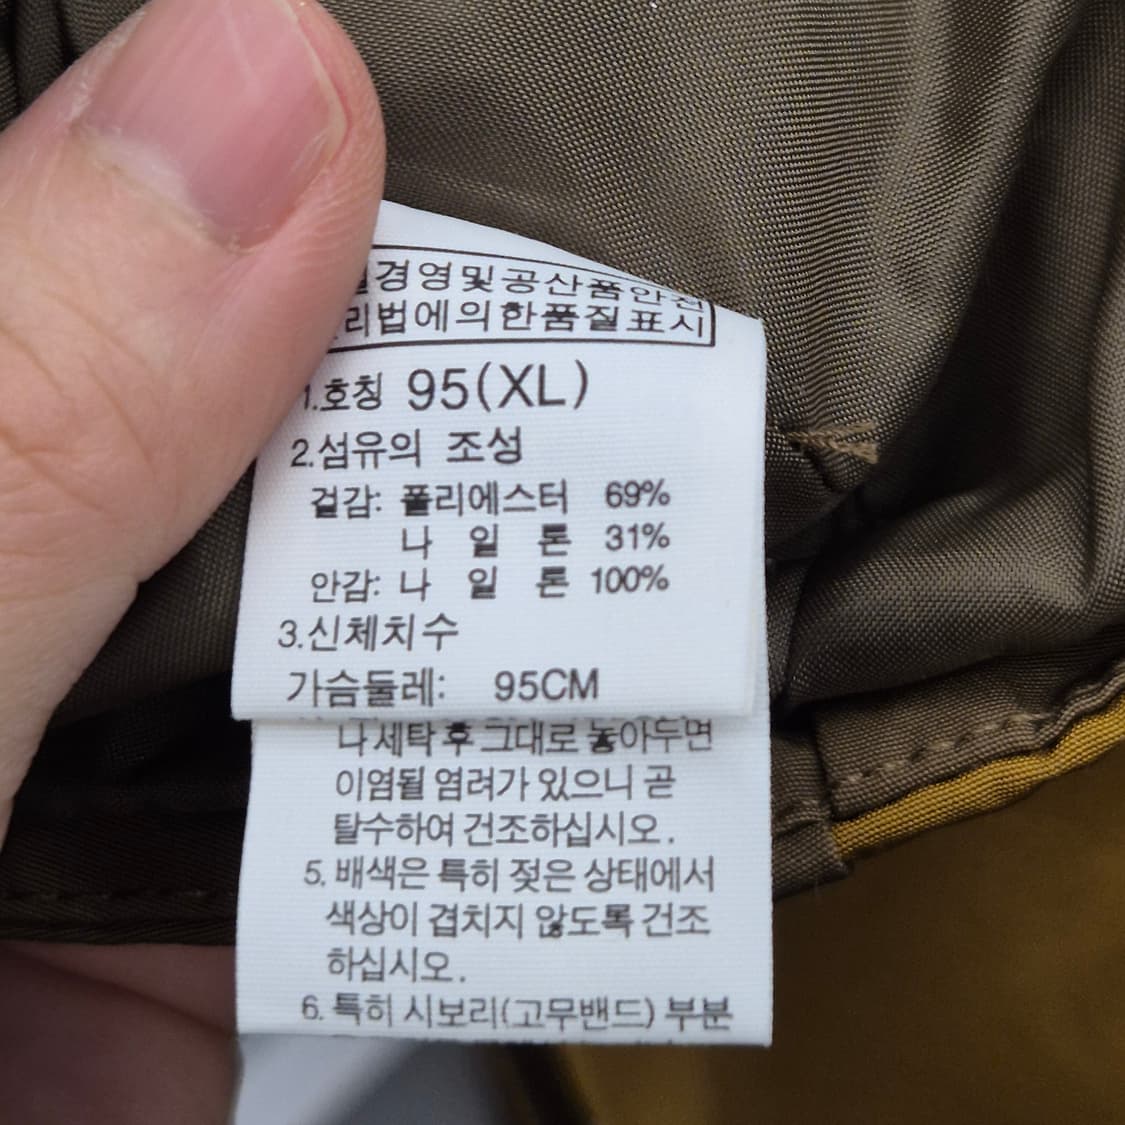 경영및공산품안전
리법에의한품질표시
1.호칭 95(XL)
2.섬유의 조성
겉감: 폴리에스터 69%
나 일 론 31%
안감: 나 일 론 100%
3.신체치수
가슴둘레: 95CM
나 세탁 후 그대로 놓아두면
이염될 염려가 있으니 곧
탈수하여 건조하십시오.
5. 배색은 특히 젖은 상태에서
색상이 겹치지 않도록 건조
하십시오.
6. 특히 시보리(고무밴드) 부분